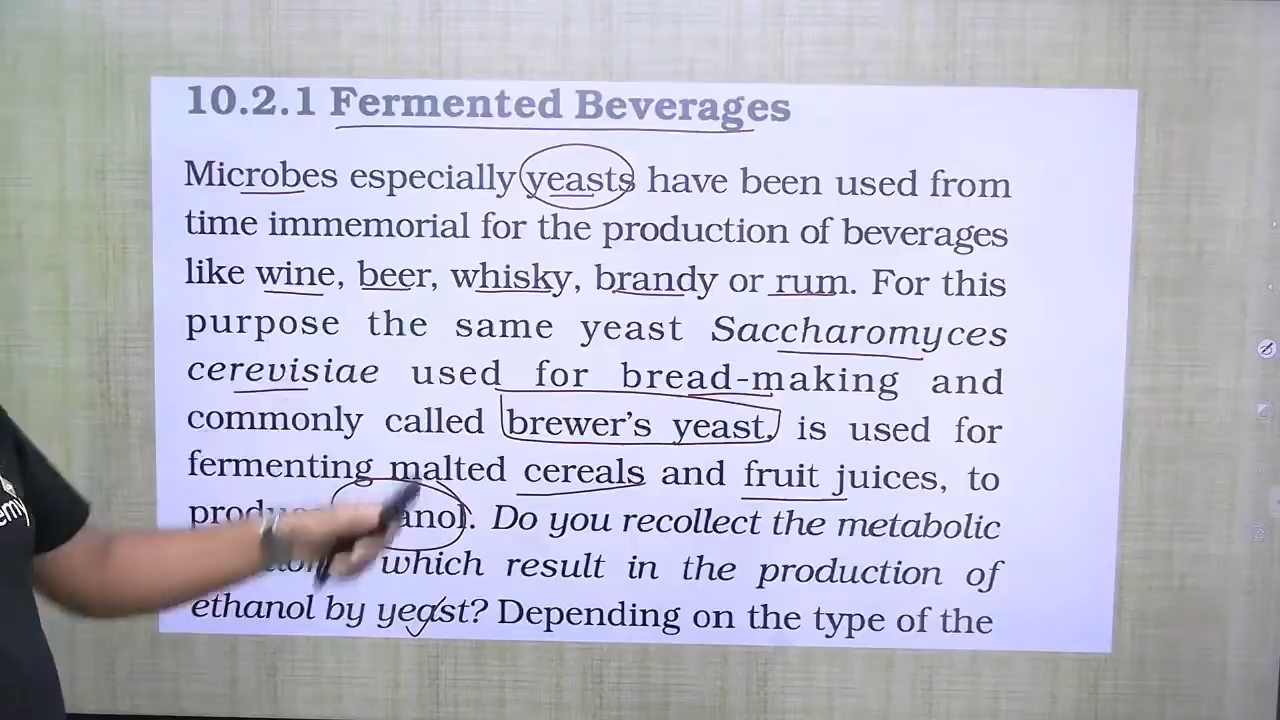 10.2.1 Fermented Beverages
Microbes especially yeasts have been used from
time immemorial for the production of beverages
like wine, beer, whisky, brandy or rum. For this
purpose the same yeast Saccharomyces
cerevisiae used for bread-making and
commonly called brewer's yeast, is used for
fermenting malted cereals and fruit juices, to
Do you recollect the metabolic
which result in the production of
ethanol by yeast? Depending on the type of the